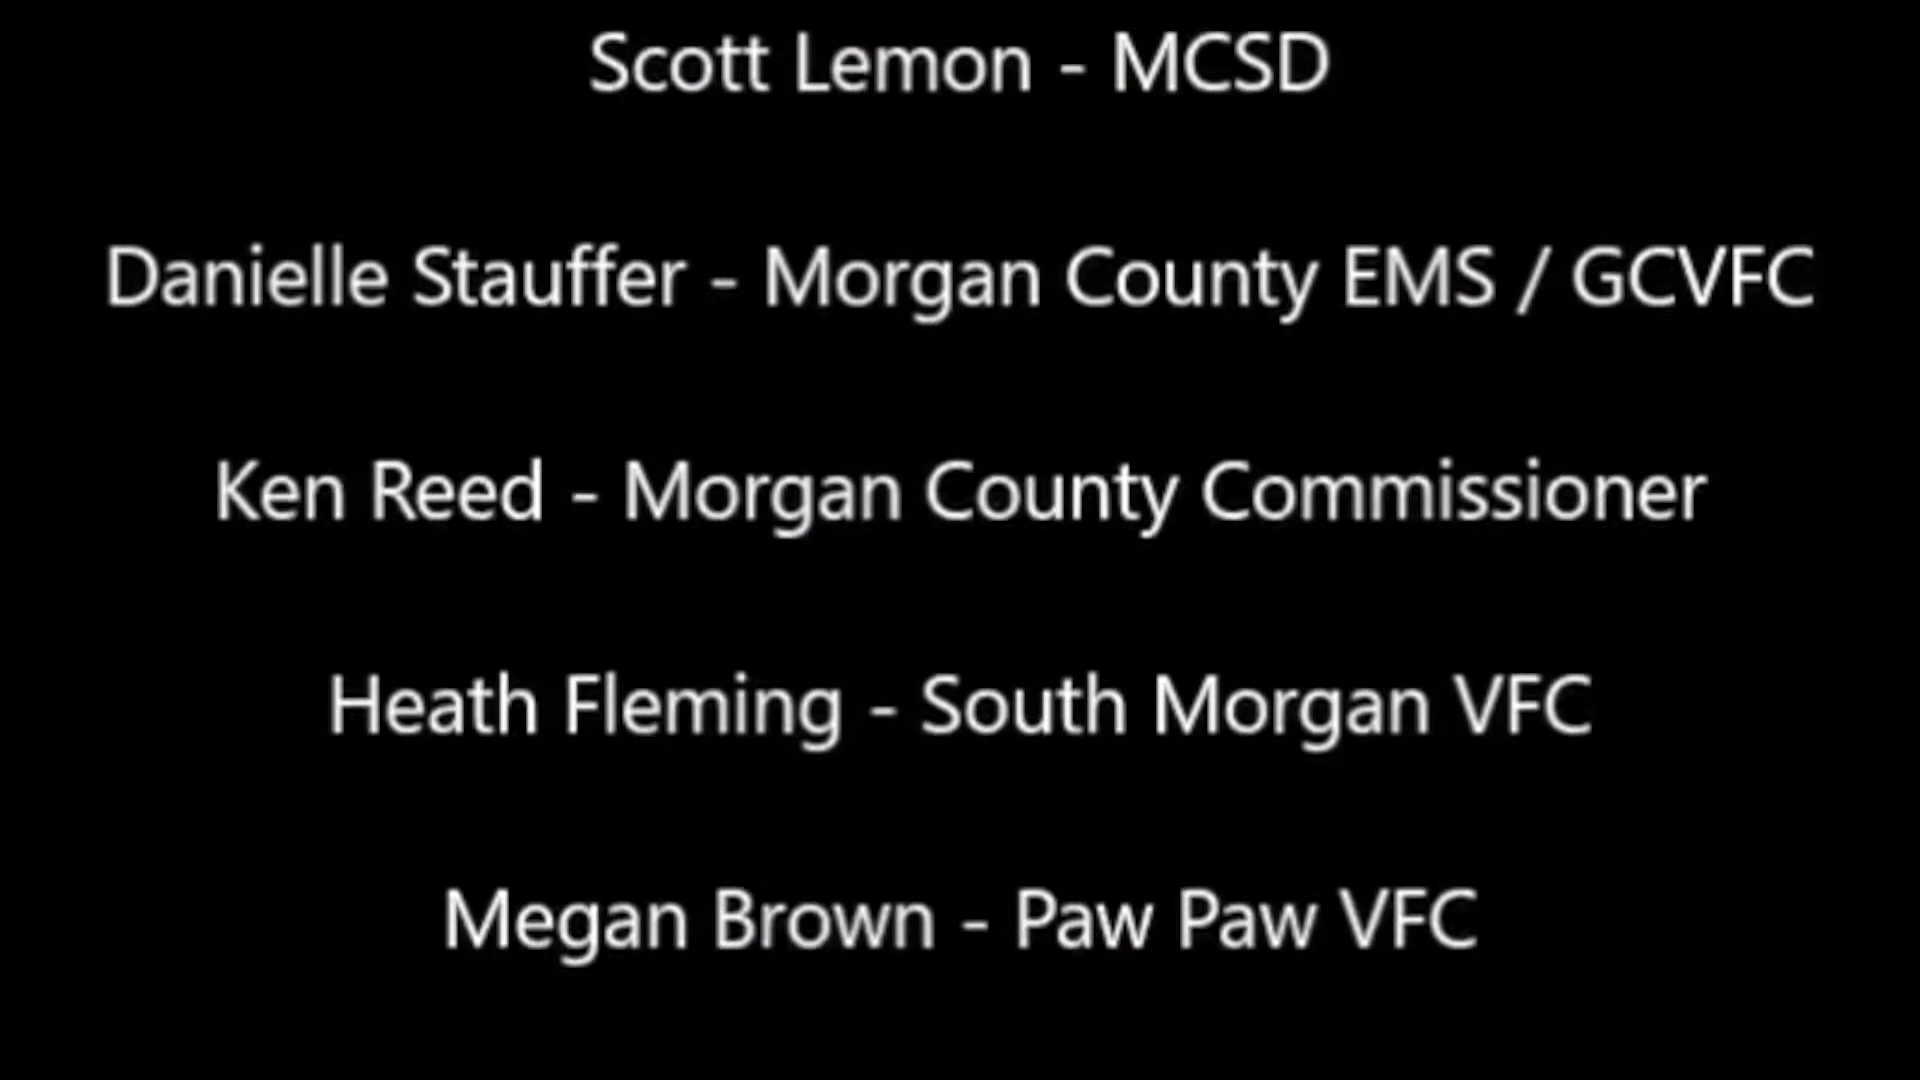 Scott Lemon - MCSD
Danielle Stauffer - Morgan County EMS / GCVFC
Ken Reed - Morgan County Commissioner
Heath Fleming - South Morgan VFC
Megan Brown - Paw Paw VFC